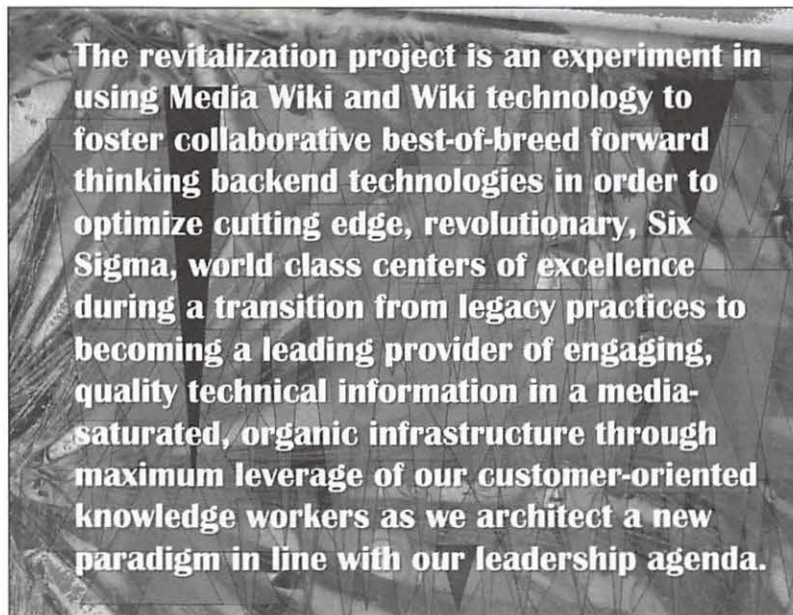 The revitalization project is an experiment in
using Media Wiki and Wiki technology to
foster collaborative best-of-breed forward
thinking backend technologies in order to
optimize cutting edge, revolutionary, Six
Sigma, world class centers of excellence
during a transition from legacy practices to
becoming a leading provider of engaging,
quality technical information in a media-
saturated, organic infrastructure through
maximum leverage of our customer-oriented
knowledge workers as we architect a new
paradigm in line with our leadership agenda.